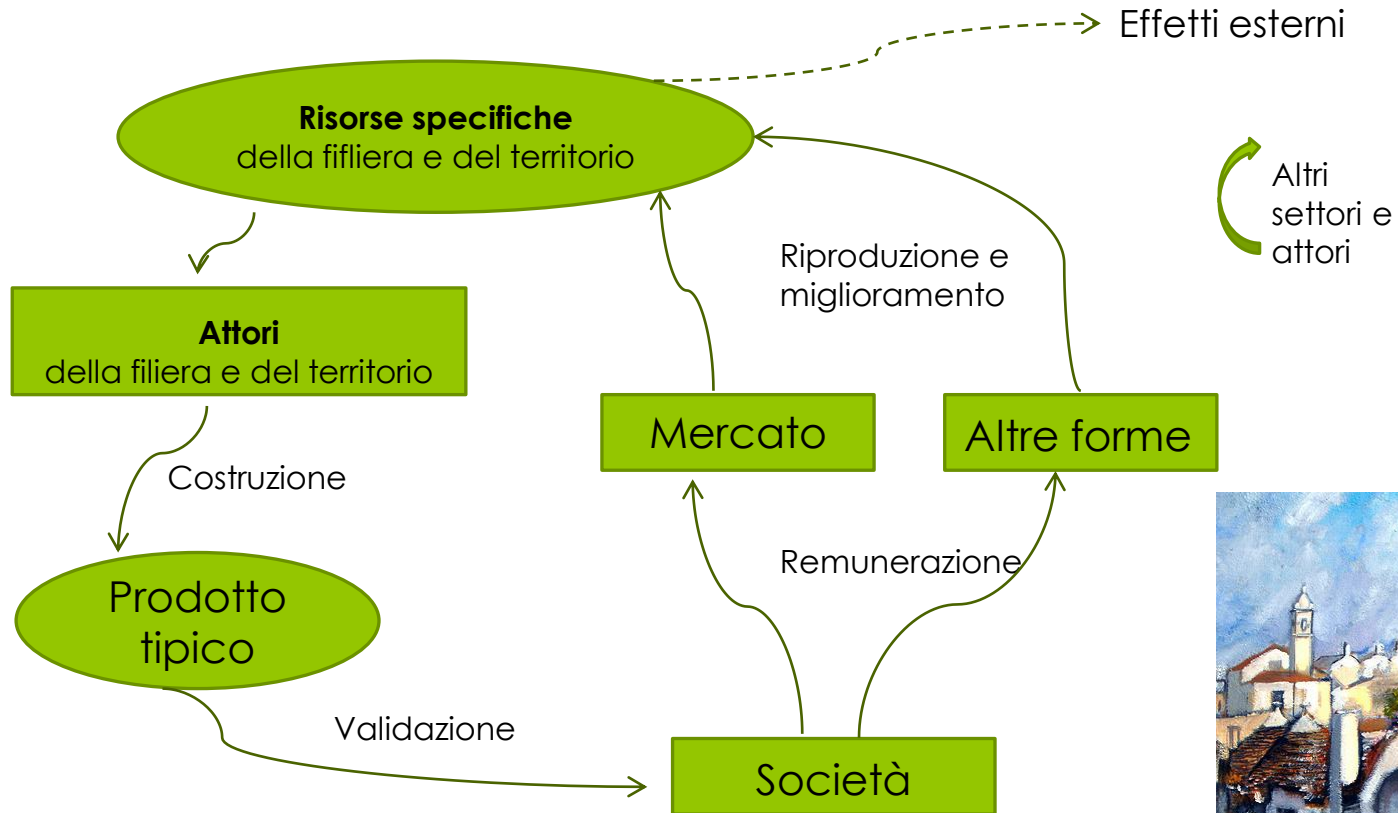 Effetti esterni
Risorse specifiche
della fifliera e del territorio
Altri
settori e
attori
Riproduzione e
miglioramento
Attori
della filiera e del territorio
Mercato
Altre forme
Costruzione
Remunerazione
Prodotto
tipico
Validazione
Società